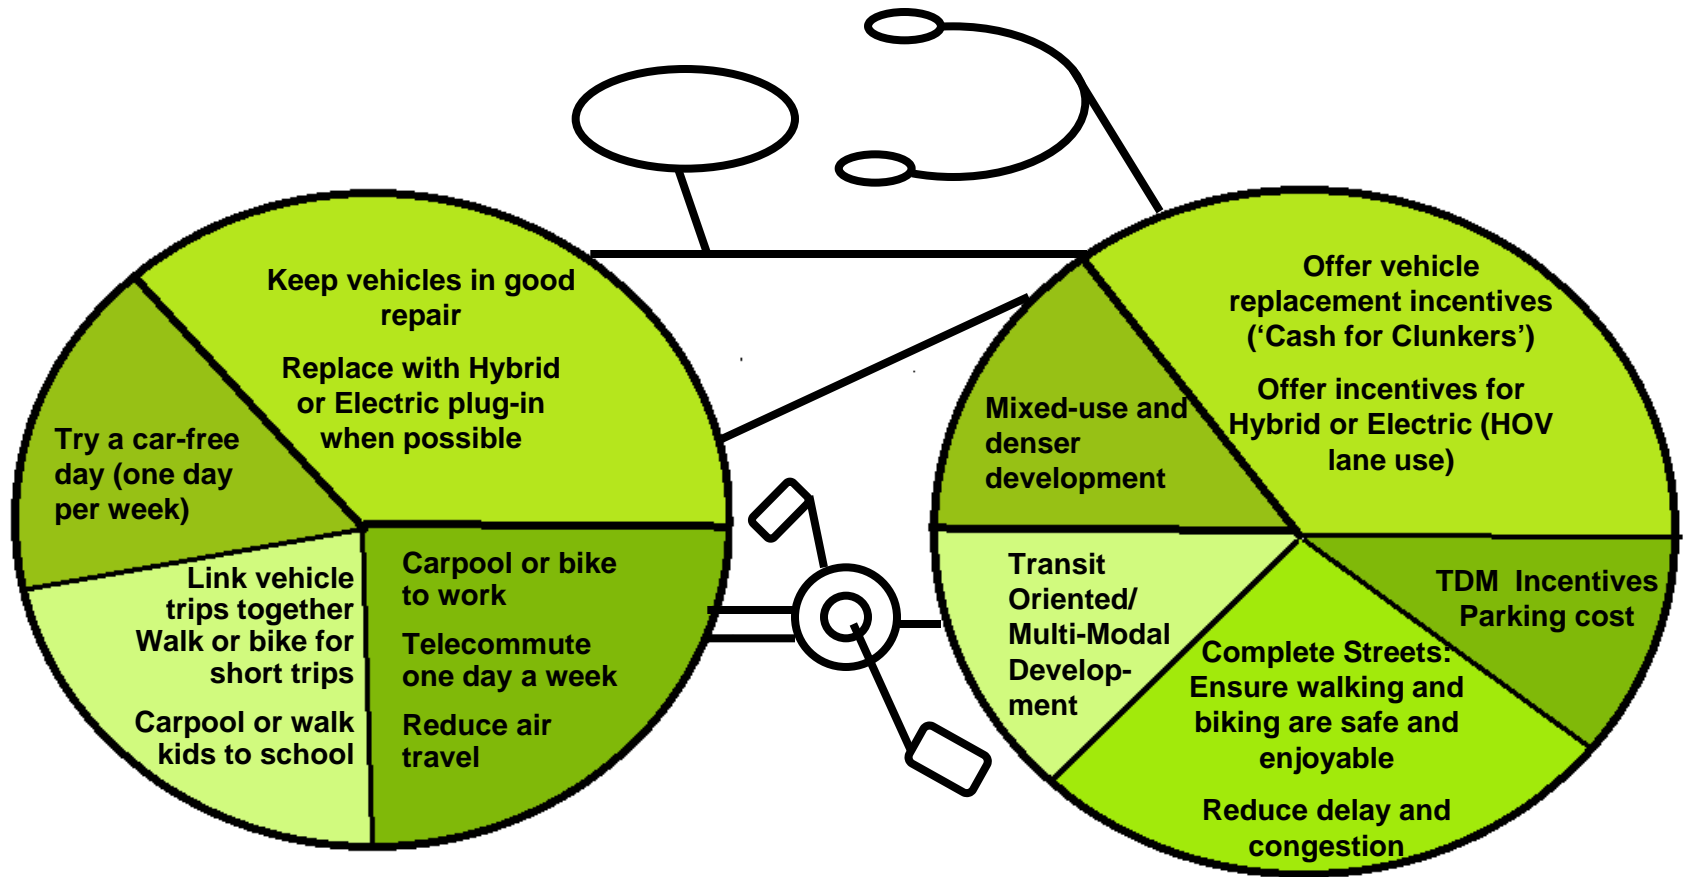 Keep vehicles in good
repair
Replace with Hybrid
or Electric plug-in
when possible
Try a car-free
day (one day
per week)
Link vehicle
trips together
Walk or bike for
short trips
Carpool or walk
kids to school
Carpool or bike
to work
Telecommute
one day a week
Reduce air
travel
Offer vehicle
replacement incentives
(‘Cash for Clunkers’)
Offer incentives for
Hybrid or Electric (HOV
lane use)
Mixed-use and
denser
development
Transit
Oriented/
Multi-Modal
Develop-
ment
Complete Streets:
Ensure walking and
biking are safe and
enjoyable
Reduce delay and
congestion
TDM  Incentives
Parking cost